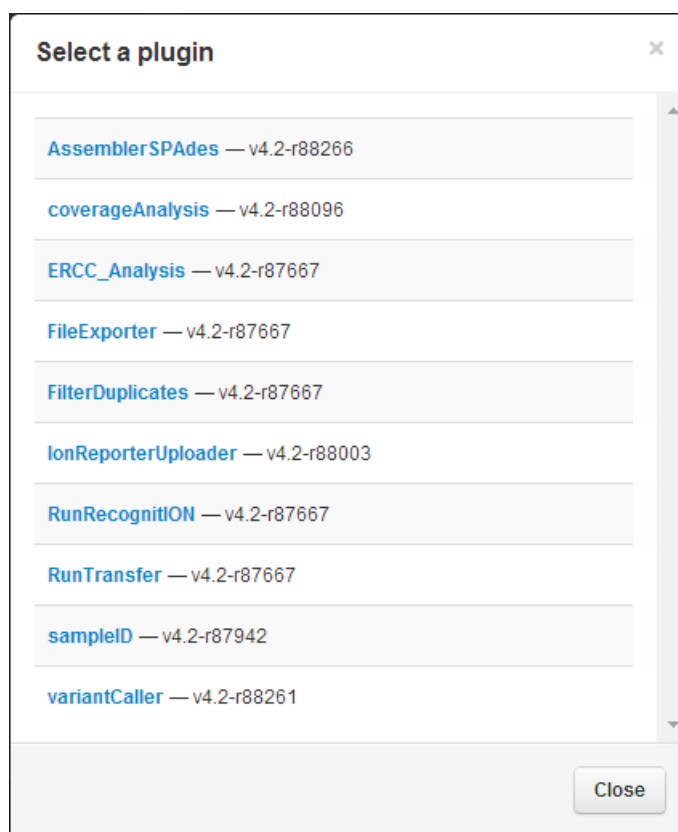 Select a plugin
×
AssemblerSPAdes — v4.2-r88266
coverageAnalysis — v4.2-r88096
ERCC_Analysis — v4.2-r87667
FileExporter — v4.2-r87667
FilterDuplicates — v4.2-r87667
IonReporterUploader — v4.2-r88003
RunRecognitION — v4.2-r87667
RunTransfer — v4.2-r87667
sampleID — v4.2-r87942
variantCaller — v4.2-r88261
Close